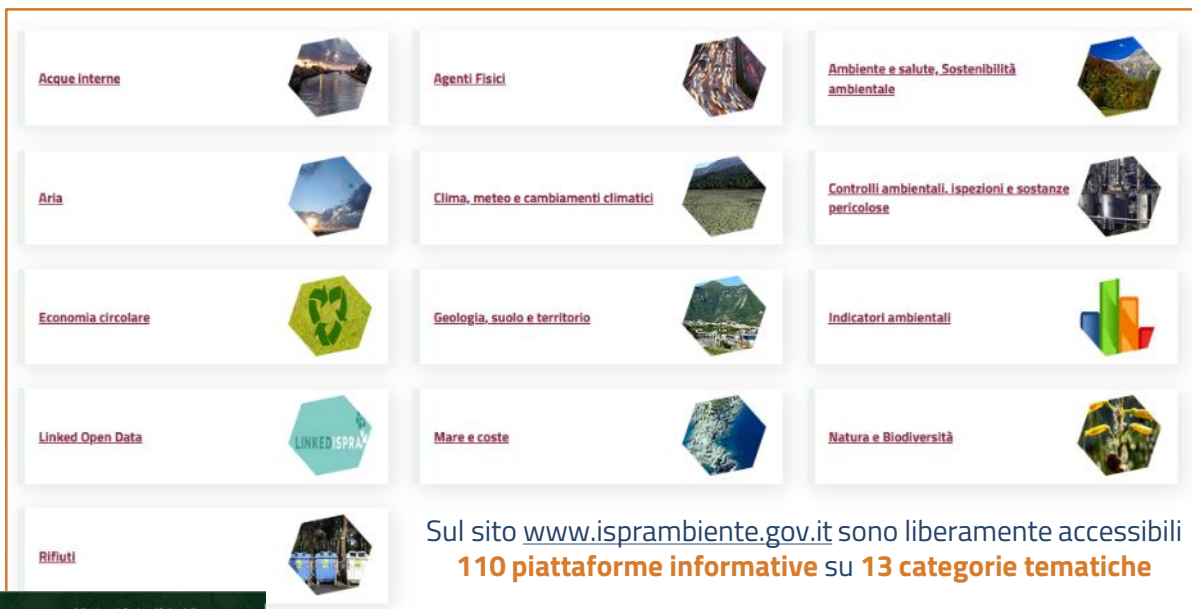 Acque interne
Agenti Fisici
Ambiente e salute, Sostenibilità
ambientale
Aria
Clima, meteo e cambiamenti climatici
Controlli ambientali, ispezioni e sostanze
pericolose
Economia circolare
Geologia, suolo e territorio
Indicatori ambientali
Linked Open Data
LINKEDISPRA
Mare e coste
Natura e Biodiversità
Rifiuti
Sul sito www.isprambiente.gov.it sono liberamente accessibili
110 piattaforme informative su 13 categorie tematiche